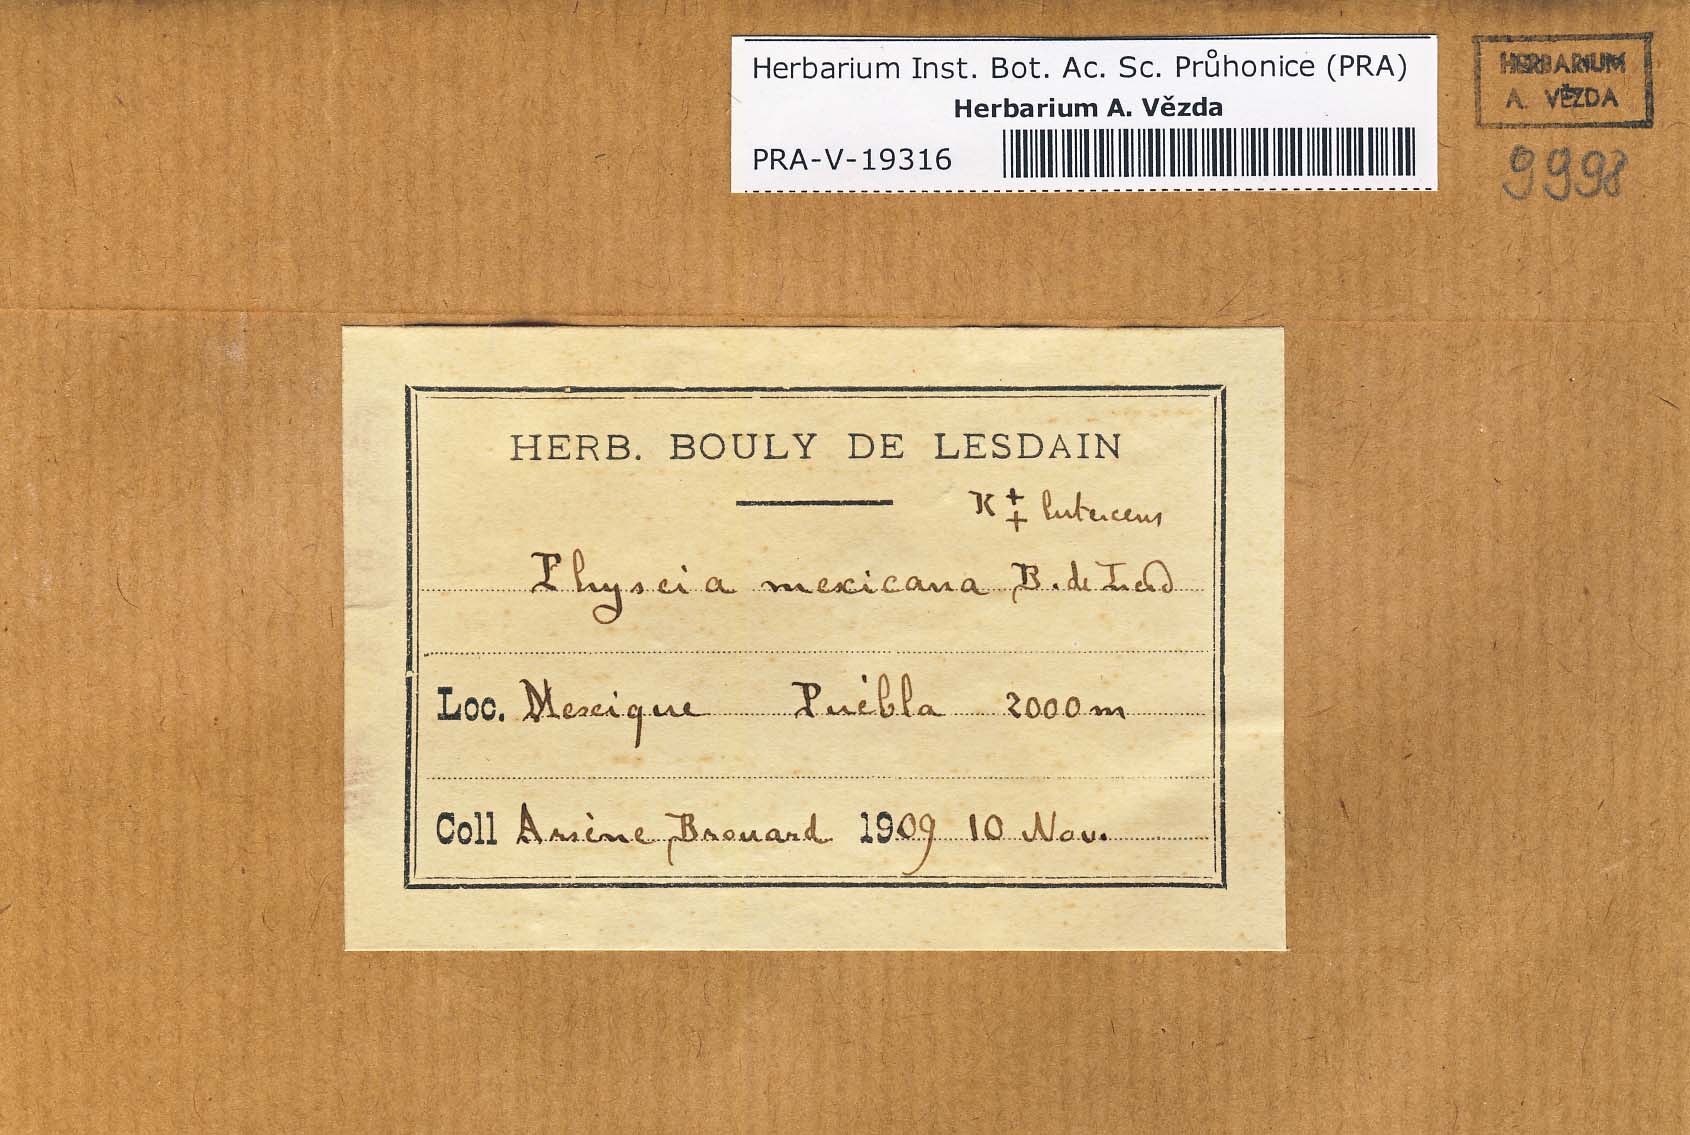 Herbarium Inst. Bot. Ac. Sc. Průhonice (PRA)
Herbarium A. Vězda
PRA-V-19316
HERBARIUM
A. VĚZDA
9998
HERB. BOULY DE LESDAIN
K + + lutescens
Physcia mexicana B. de Lesd
Loc. Mexique Puébla 2000 m
Coll Arsène Brouard 1909 10 Nov.